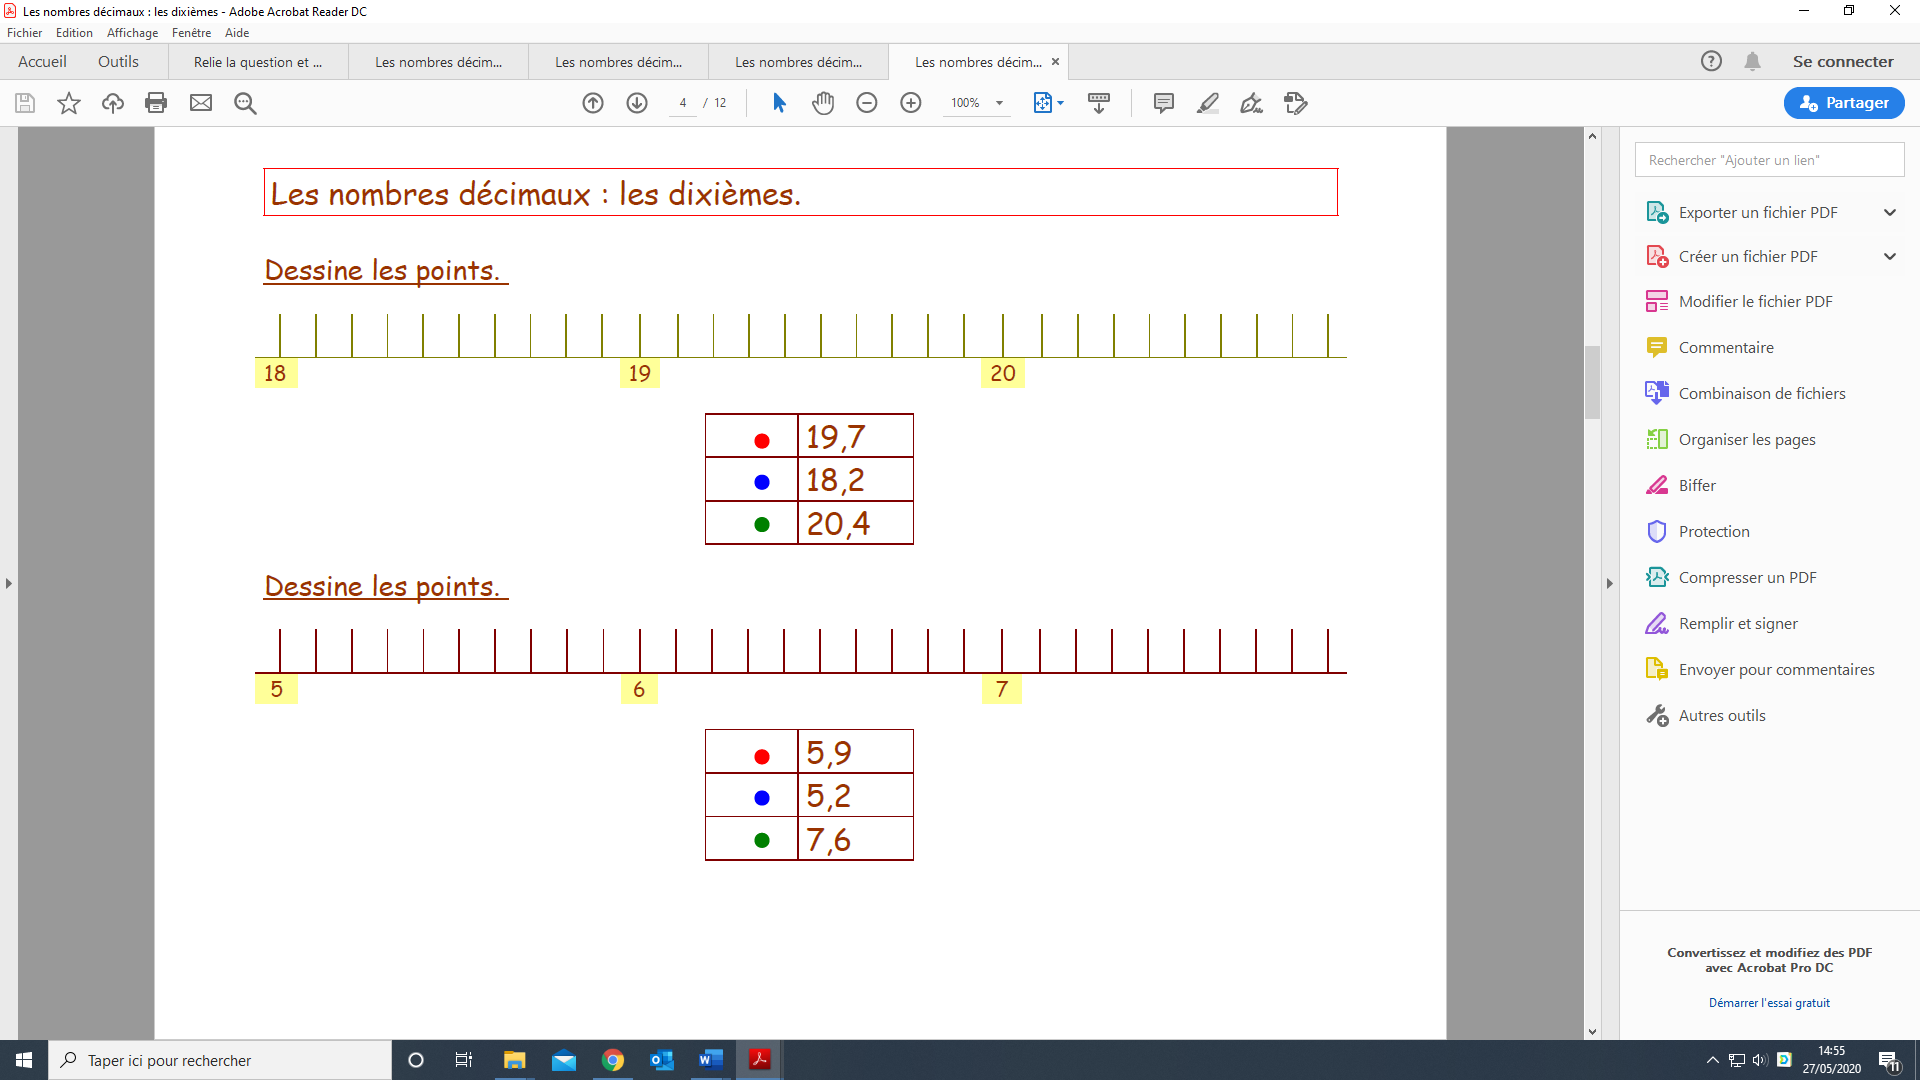 Les nombres décimaux : les dixièmes - Adobe Acrobat Reader DC
Fichier Edition Affichage Fenêtre Aide
Accueil Outils Relie la question et ... Les nombres décim... Les nombres décim... Les nombres décim... Les nombres décim... Se connecter
4 / 12 100% Partager
Les nombres décimaux : les dixièmes.
Dessine les points.
18 19 20
19,7
18,2
20,4
Dessine les points.
5 6 7
5,9
5,2
7,6
Rechercher "Ajouter un lien"
Exporter un fichier PDF
Créer un fichier PDF
Modifier le fichier PDF
Commentaire
Combinaison de fichiers
Organiser les pages
Biffer
Protection
Compresser un PDF
Remplir et signer
Envoyer pour commentaires
Autres outils
Convertissez et modifiez des PDF
avec Acrobat Pro DC
Démarrer l'essai gratuit
Taper ici pour rechercher
14:55
27/05/2020
11